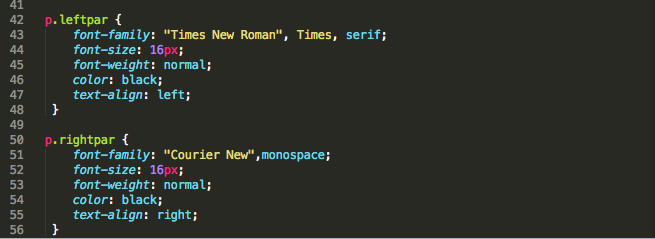 41
42 p.leftpar {
43     font-family: "Times New Roman", Times, serif;
44     font-size: 16px;
45     font-weight: normal;
46     color: black;
47     text-align: left;
48  }
49
50 p.rightpar {
51     font-family: "Courier New",monospace;
52     font-size: 16px;
53     font-weight: normal;
54     color: black;
55     text-align: right;
56  }